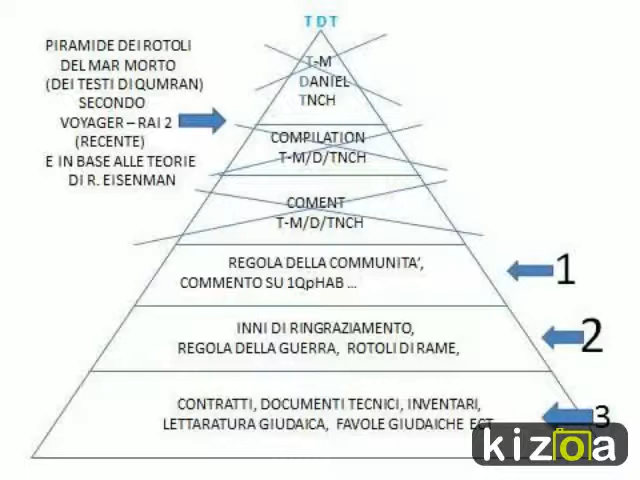 TDT
PIRAMIDE DEI ROTOLI
DEL MAR MORTO
(DEI TESTI DI QUMRAN)
SECONDO
VOYAGER – RAI 2
(RECENTE)
E IN BASE ALLE TEORIE
DI R. EISENMAN
T-M
DANIEL
TNCH
COMPILATION
T-M/D/TNCH
COMENT
T-M/D/TNCH
REGOLA DELLA COMMUNITA’,
COMMENTO SU 1QpHAB ...
1
INNI DI RINGRAZIAMENTO,
REGOLA DELLA GUERRA, ROTOLI DI RAME,
2
CONTRATTI, DOCUMENTI TECNICI, INVENTARI,
LETTARATURA GIUDAICA, FAVOLE GIUDAICHE ECT
3
kizoa